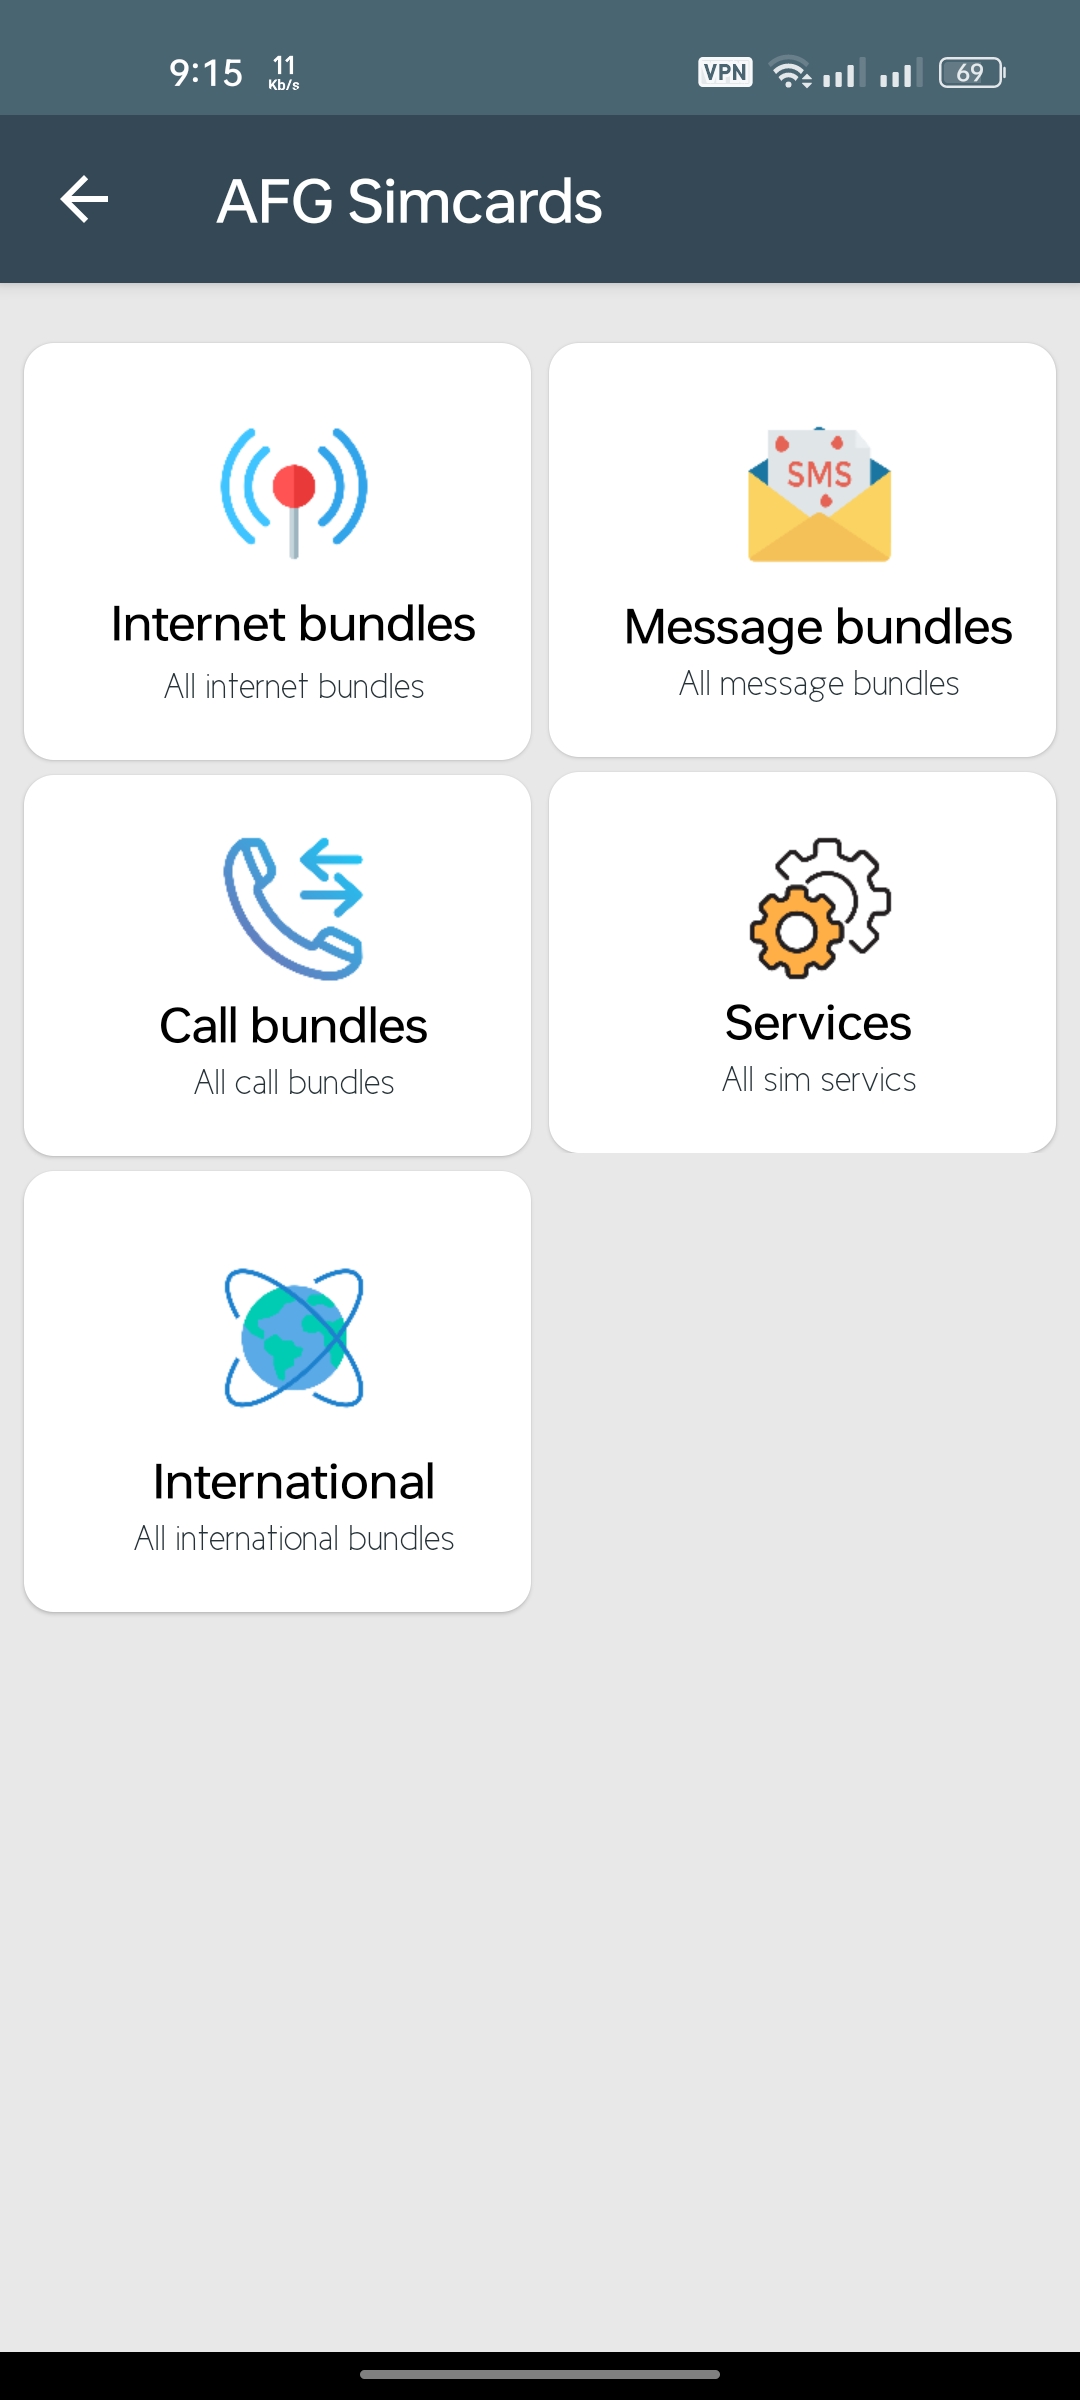 9:15
11
Kb/s
VPN
69
AFG Simcards
Internet bundles
All internet bundles
SMS
Message bundles
All message bundles
Call bundles
All call bundles
Services
All sim servics
International
All international bundles